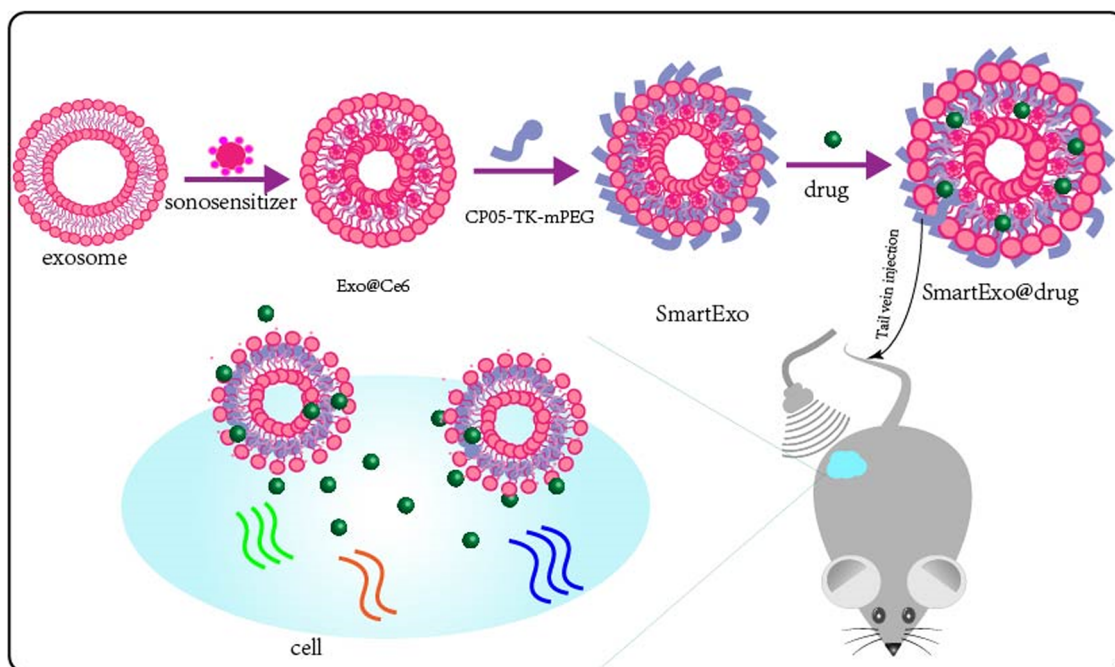 sonosensitizer
CP05-TK-mPEG
drug
exosome
Exo@Ce6
SmartExo
SmartExo@drug
Tail vein injection
cell